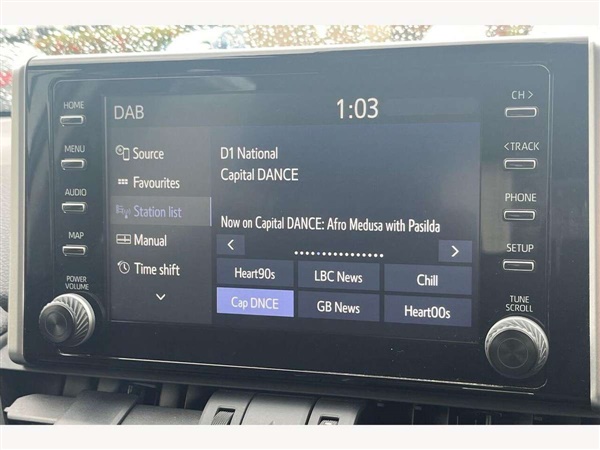 HOME
MENU
AUDIO
MAP
POWER
VOLUME
DAB
1:03
Source
Favourites
Station list
Manual
Time shift
D1 National
Capital DANCE
Now on Capital DANCE: Afro Medusa with Pasilda
Heart90s
LBC News
Chill
Cap DNCE
GB News
Heart00s
CH >
< TRACK
PHONE
SETUP
TUNE
SCROLL